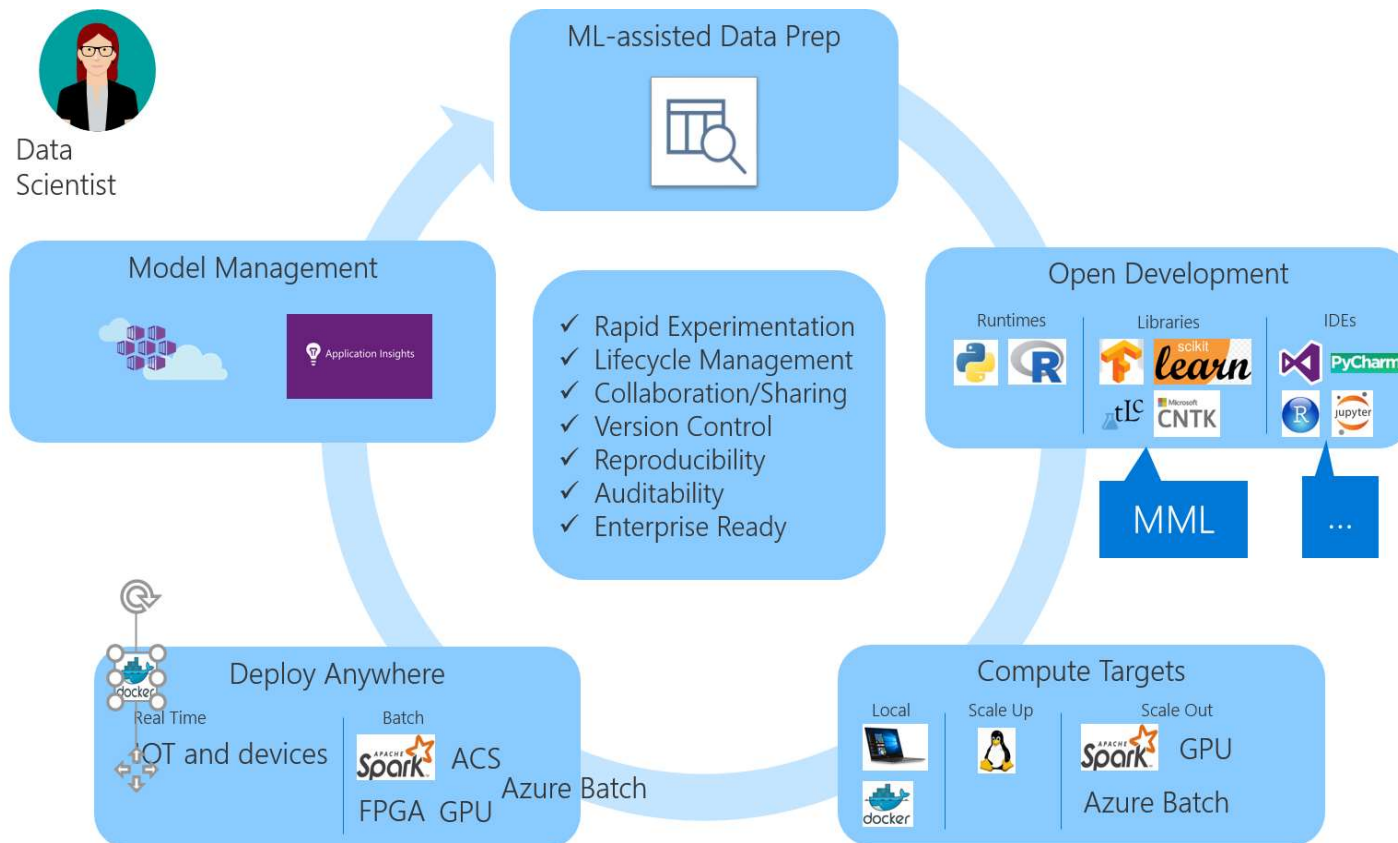 Data
Scientist
ML-assisted Data Prep
Model Management
Application Insights
✓ Rapid Experimentation
✓ Lifecycle Management
✓ Collaboration/Sharing
✓ Version Control
✓ Reproducibility
✓ Auditability
✓ Enterprise Ready
Open Development
Runtimes
R
Libraries
scikit
learn
tLC
Microsoft
CNTK
IDEs
PyCharm
R
jupyter
MML
...
Deploy Anywhere
docker
Real Time
IOT and devices
Batch
APACHE
Spark
ACS
Azure Batch
FPGA GPU
Compute Targets
Local
docker
Scale Up
Scale Out
APACHE
Spark
GPU
Azure Batch